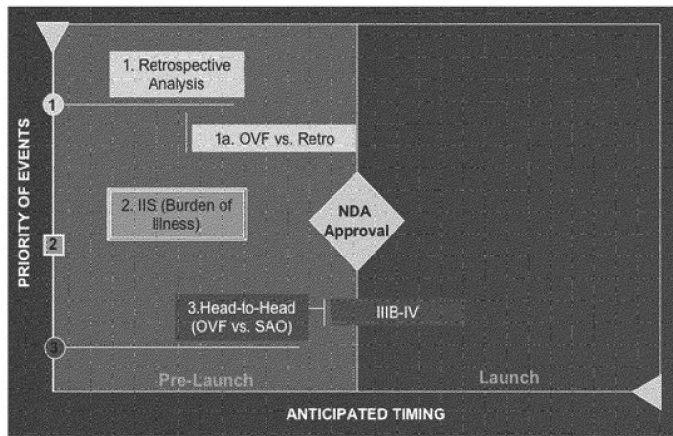 1. Retrospective
Analysis
1
1a. OVF vs. Retro
PRIORITY OF EVENTS
2. IIS (Burden of
Illness)
NDA
Approval
2
3.Head-to-Head
(OVF vs. SAO)
IIIB-IV
3
Pre-Launch
Launch
ANTICIPATED TIMING